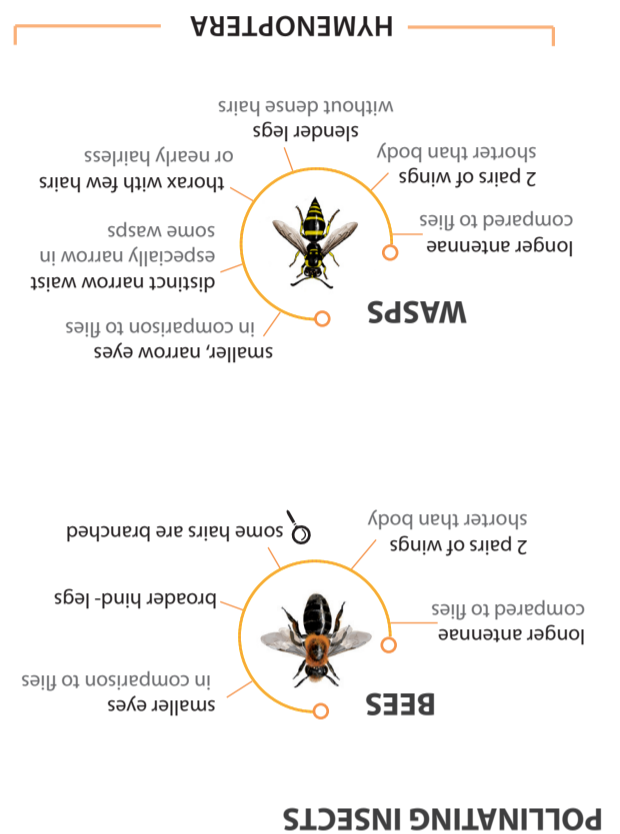 POLLINATING INSECTS
BEES
longer antennae
compared to flies
2 pairs of wings
shorter than body
smaller eyes
in comparison to flies
broader hind- legs
some hairs are branched
WASPS
longer antennae
compared to flies
2 pairs of wings
shorter than body
smaller, narrow eyes
in comparison to flies
distinct narrow waist
especially narrow in
some wasps
thorax with few hairs
or nearly hairless
slender legs
without dense hairs
HYMENOPTERA